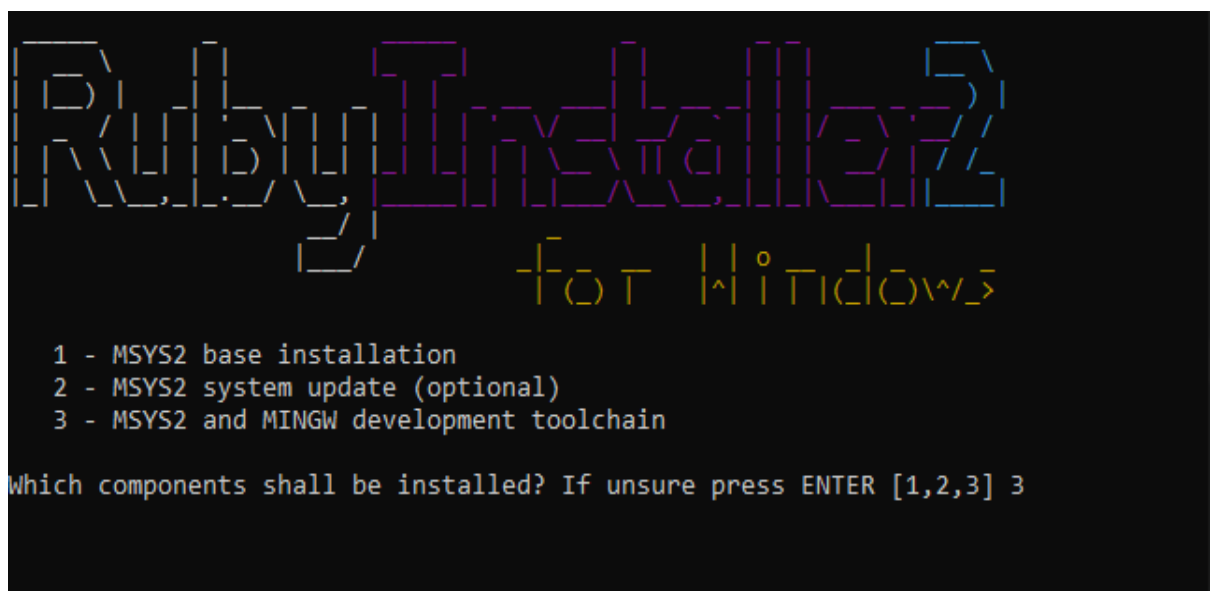 RubyInstaller2
for Windows
1 - MSYS2 base installation
2 - MSYS2 system update (optional)
3 - MSYS2 and MINGW development toolchain
Which components shall be installed? If unsure press ENTER [1,2,3] 3